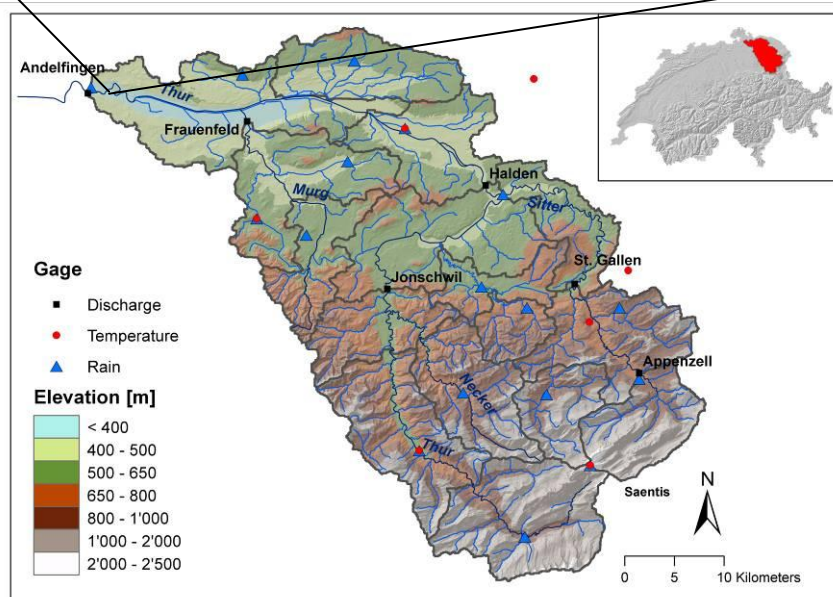 Andelfingen
Thur
Frauenfeld
Murg
Halden
Sitter
St. Gallen
Jonschwil
Appenzell
Necker
Thur
Saentis
Gage
Discharge
Temperature
Rain
Elevation [m]
< 400
400 - 500
500 - 650
650 - 800
800 - 1'000
1'000 - 2'000
2'000 - 2'500
N
0 5 10 Kilometers